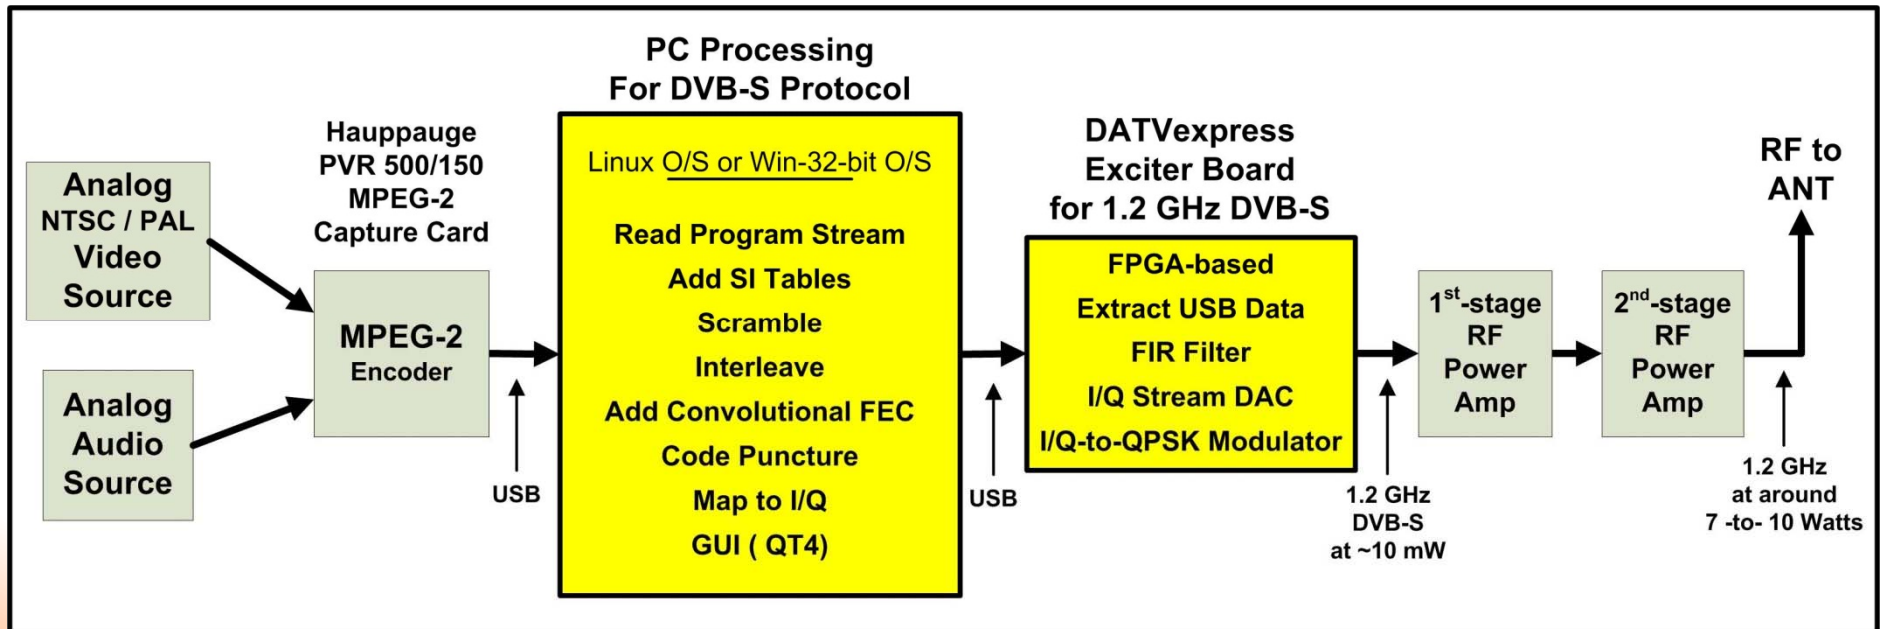 Analog
NTSC / PAL
Video
Source
Analog
Audio
Source
Hauppauge
PVR 500/150
MPEG-2
Capture Card
MPEG-2
Encoder
USB
PC Processing
For DVB-S Protocol
Linux O/S or Win-32-bit O/S
Read Program Stream
Add SI Tables
Scramble
Interleave
Add Convolutional FEC
Code Puncture
Map to I/Q
GUI ( QT4)
USB
DATVexpress
Exciter Board
for 1.2 GHz DVB-S
FPGA-based
Extract USB Data
FIR Filter
I/Q Stream DAC
I/Q-to-QPSK Modulator
1.2 GHz
DVB-S
at ~10 mW
1st-stage
RF
Power
Amp
2nd-stage
RF
Power
Amp
RF to
ANT
1.2 GHz
at around
7 -to- 10 Watts